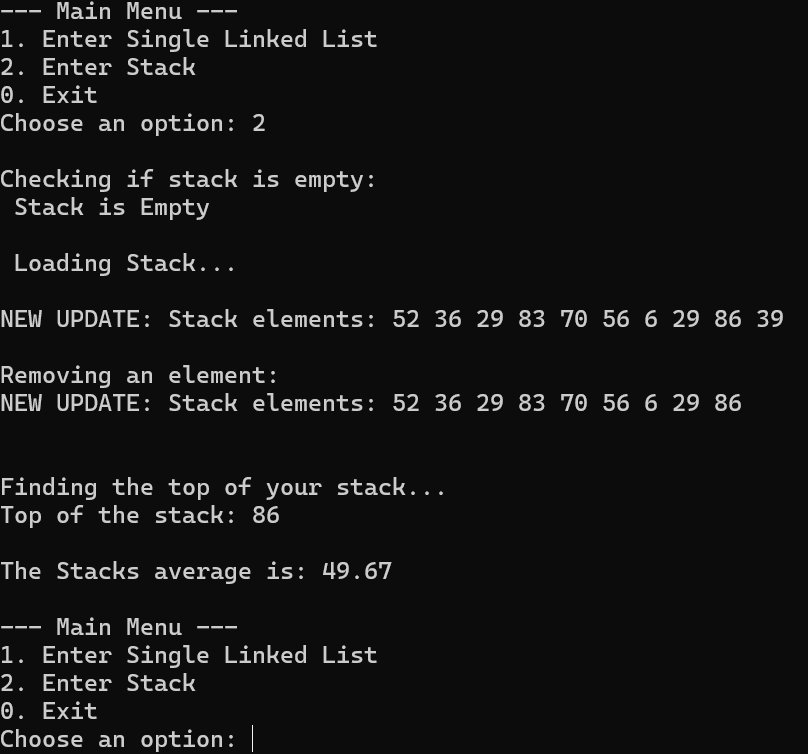 --- Main Menu ---
1. Enter Single Linked List
2. Enter Stack
0. Exit
Choose an option: 2
Checking if stack is empty:
Stack is Empty
Loading Stack...
NEW UPDATE: Stack elements: 52 36 29 83 70 56 6 29 86 39
Removing an element:
NEW UPDATE: Stack elements: 52 36 29 83 70 56 6 29 86
Finding the top of your stack...
Top of the stack: 86
The Stacks average is: 49.67
--- Main Menu ---
1. Enter Single Linked List
2. Enter Stack
0. Exit
Choose an option: